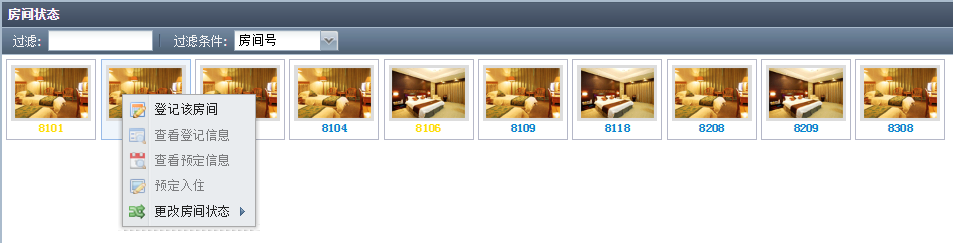 房间状态
过滤: 过滤条件: 房间号
8101 8104 8106 8109 8118 8208 8209 8308
登记该房间
查看登记信息
查看预定信息
预定入住
更改房间状态